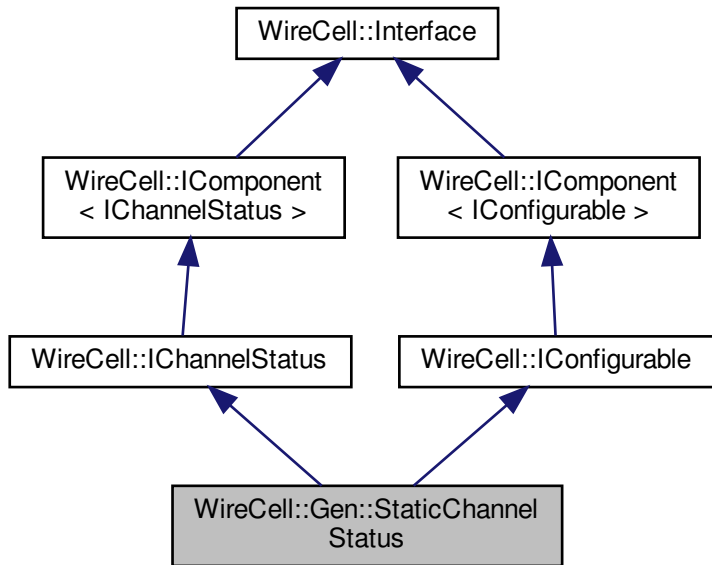 WireCell::Interface
WireCell::IComponent
< IChannelStatus >
WireCell::IComponent
< IConfigurable >
WireCell::IChannelStatus
WireCell::IConfigurable
WireCell::Gen::StaticChannel
Status